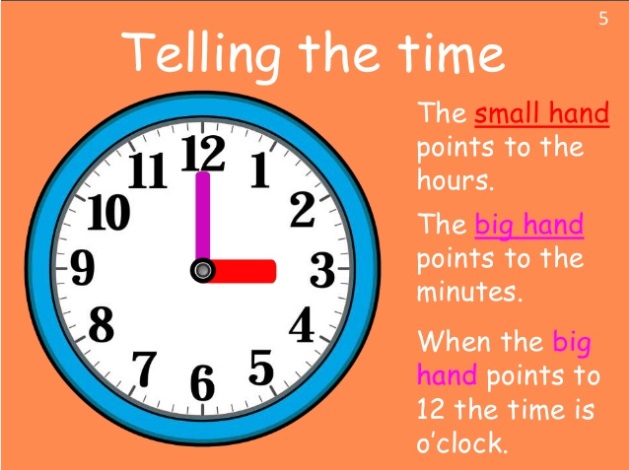 5
Telling the time
12
1
2
3
4
5
6
7
8
9
10
11
The small hand
points to the
hours.
The big hand
points to the
minutes.
When the big
hand points to
12 the time is
o’clock.